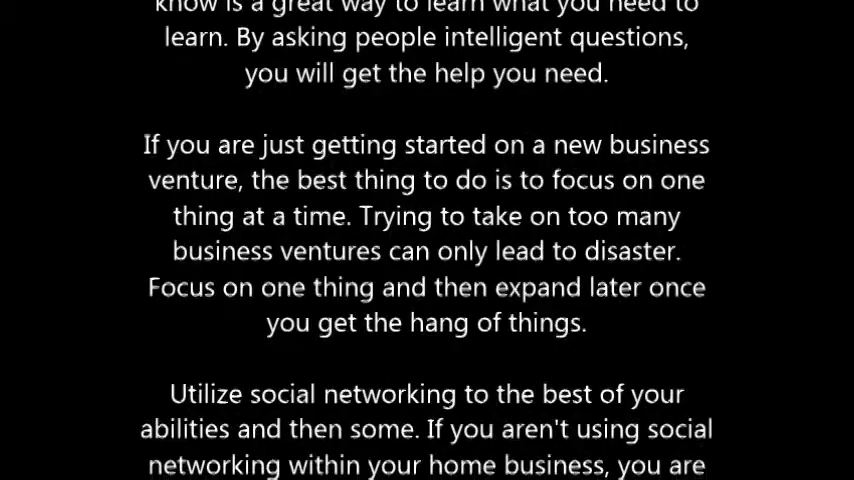 know is a great way to learn what you need to
learn. By asking people intelligent questions,
you will get the help you need.
If you are just getting started on a new business
venture, the best thing to do is to focus on one
thing at a time. Trying to take on too many
business ventures can only lead to disaster.
Focus on one thing and then expand later once
you get the hang of things.
Utilize social networking to the best of your
abilities and then some. If you aren't using social
networking within your home business, you are